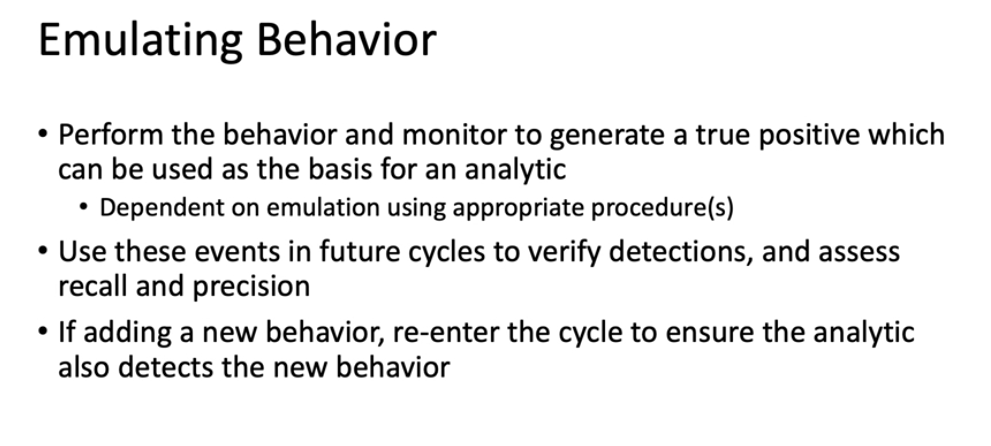 Emulating Behavior
• Perform the behavior and monitor to generate a true positive which
can be used as the basis for an analytic
• Dependent on emulation using appropriate procedure(s)
• Use these events in future cycles to verify detections, and assess
recall and precision
• If adding a new behavior, re-enter the cycle to ensure the analytic
also detects the new behavior